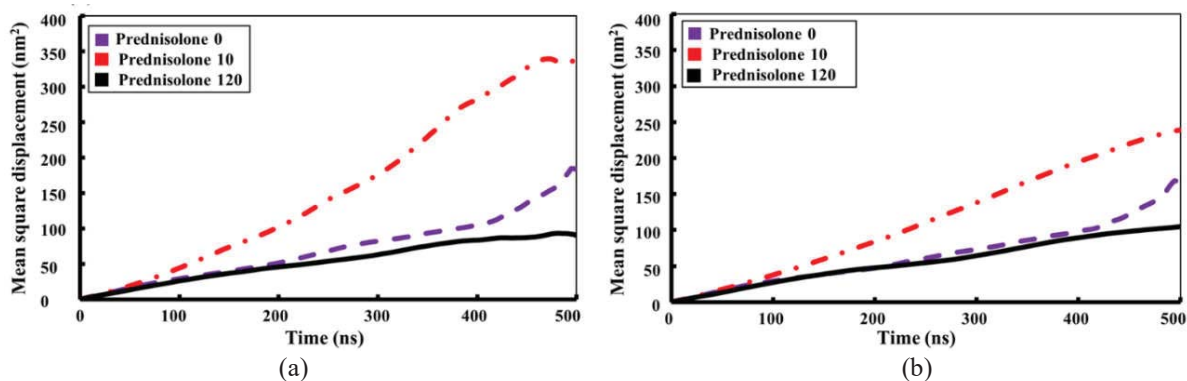 Mean square displacement (nm²)
400
350
300
250
200
150
100
50
0
Prednisolone 0
Prednisolone 10
Prednisolone 120
0 100 200 300 400 500
Time (ns)
(a)
Mean square displacement (nm²)
400
350
300
250
200
150
100
50
0
Prednisolone 0
Prednisolone 10
Prednisolone 120
0 100 200 300 400 500
Time (ns)
(b)